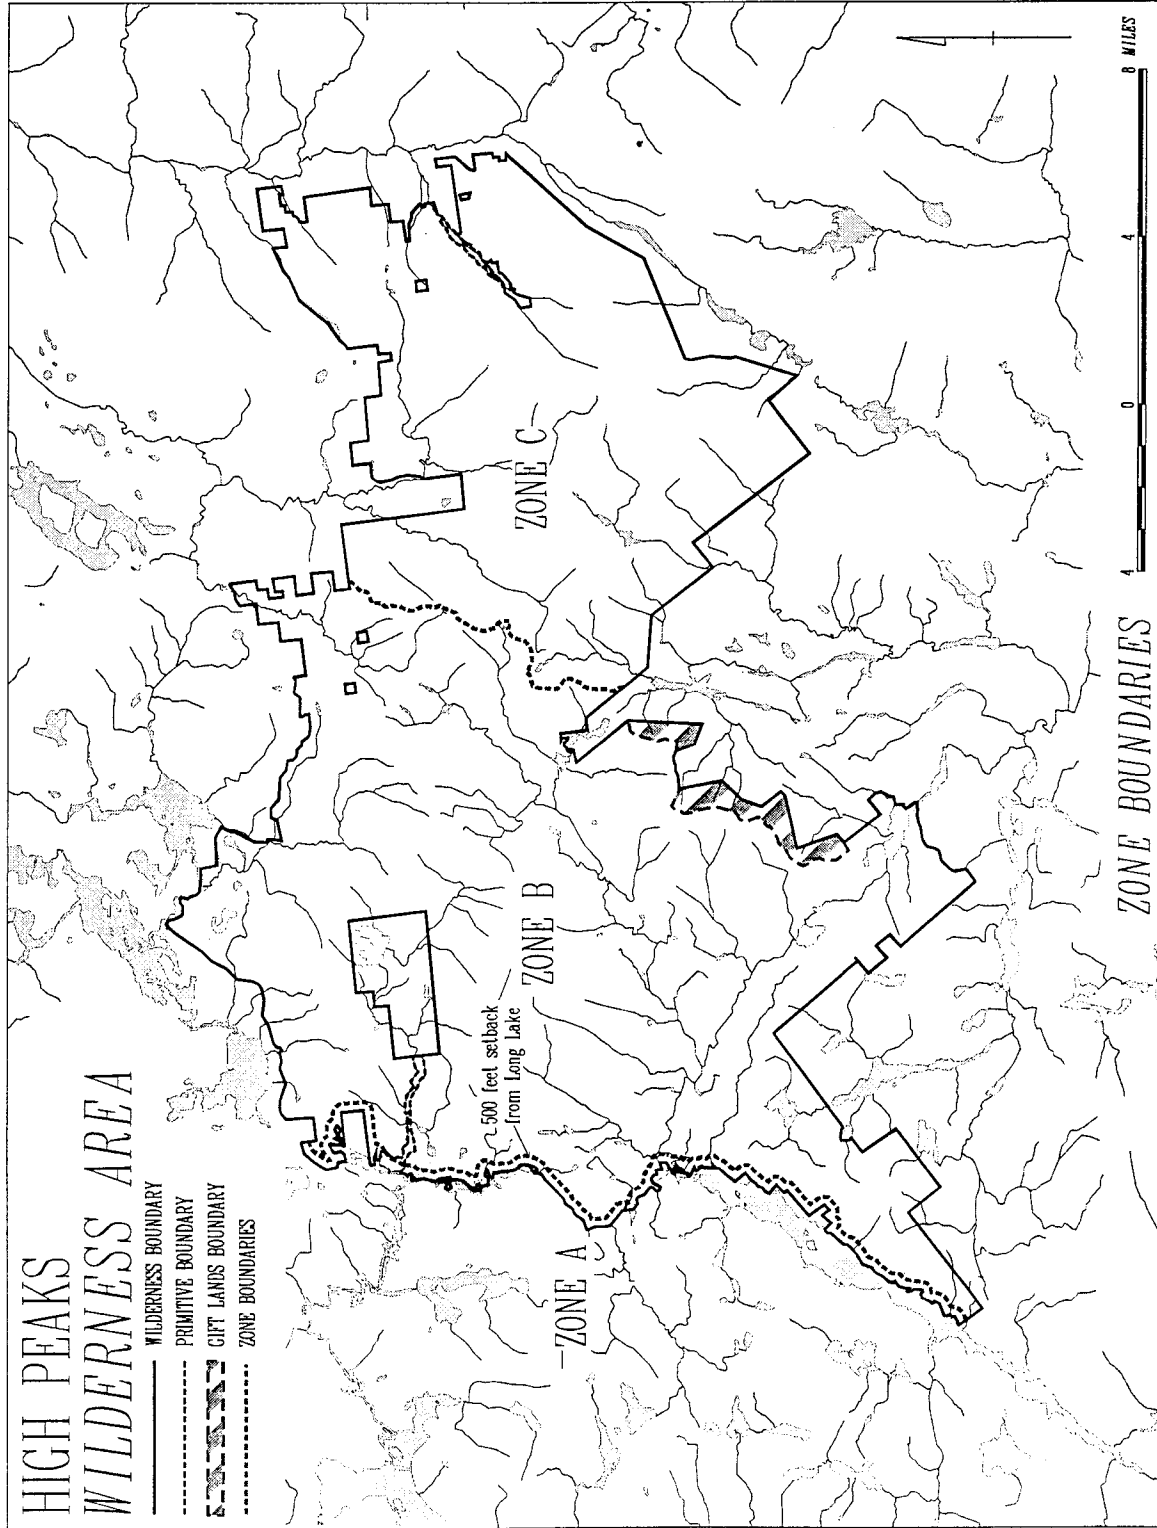 HIGH PEAKS
WILDERNESS AREA
WILDERNESS BOUNDARY
PRIMITIVE BOUNDARY
GIFT LANDS BOUNDARY
ZONE BOUNDARIES
500 feet setback
from Long Lake
ZONE A
ZONE B
ZONE C
4 0 4 8 MILES
ZONE BOUNDARIES